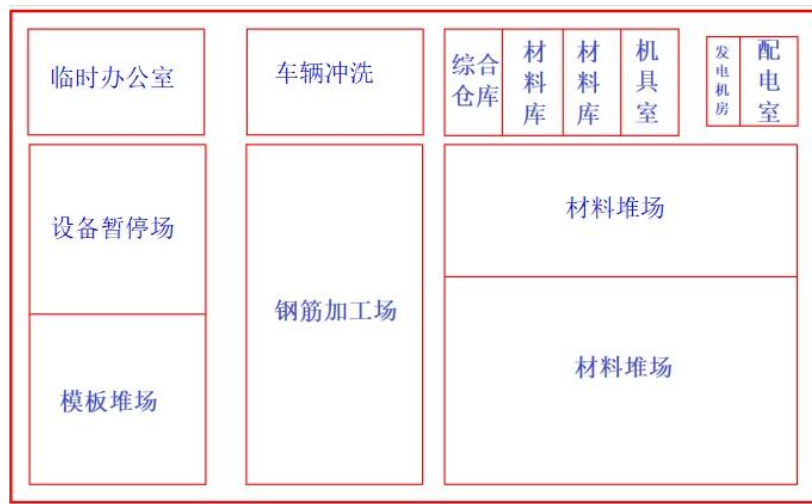 临时办公室
车辆冲洗
综合
仓库
材料库
材料库
机具室
发电机房
配电室
设备暂停场
材料堆场
钢筋加工场
材料堆场
模板堆场